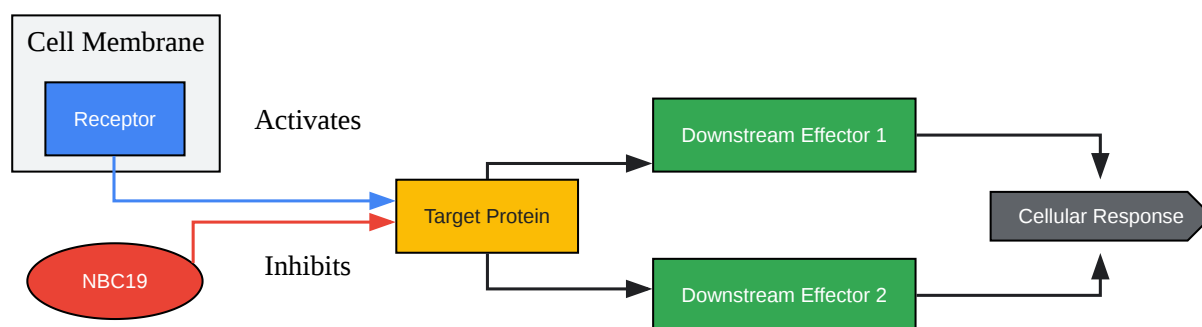 Cell Membrane
Receptor
Activates
Downstream Effector 1
Target Protein
Cellular Response
Inhibits
NBC19
Downstream Effector 2